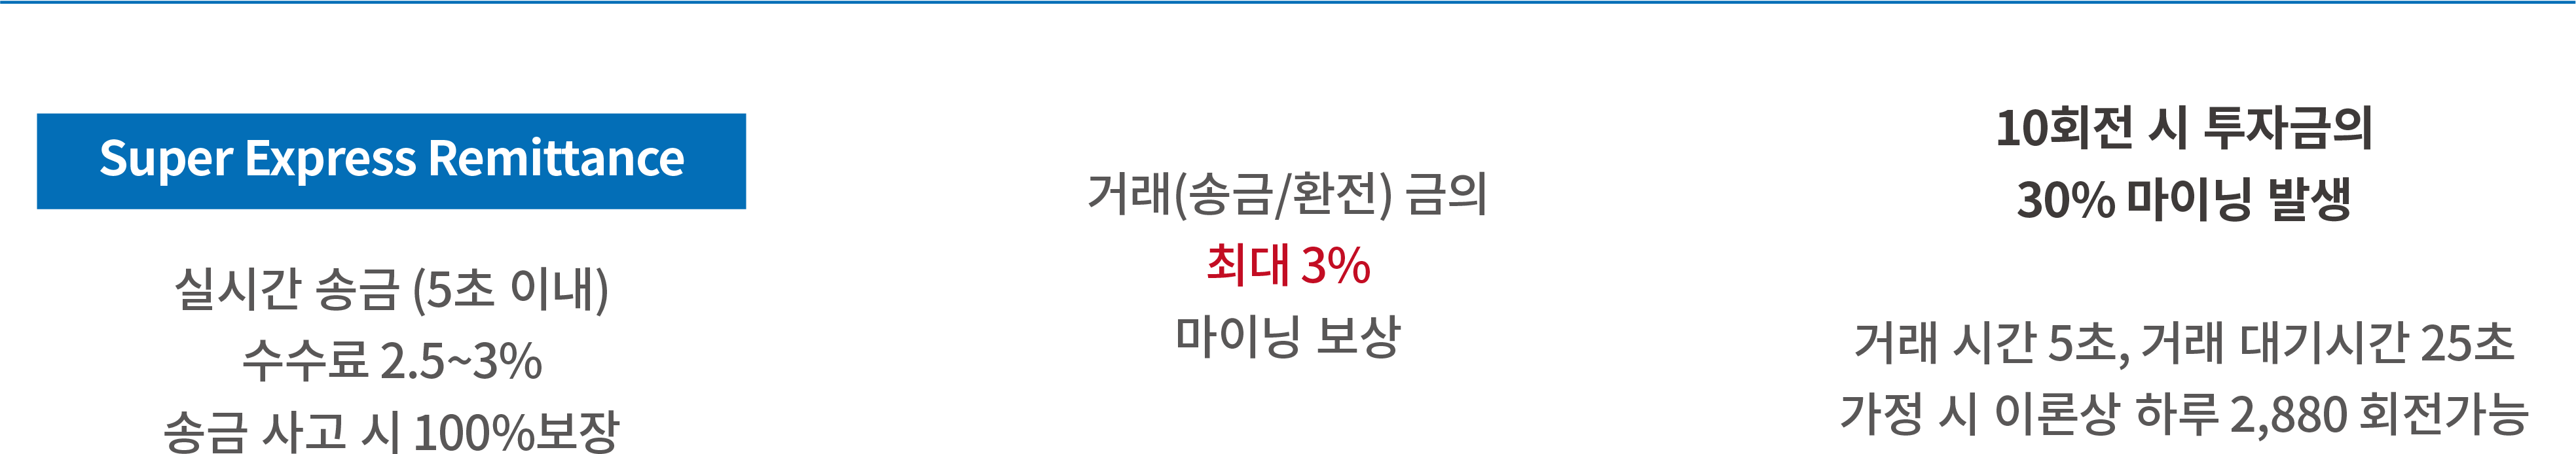 Super Express Remittance
실시간 송금 (5초 이내)
수수료 2.5~3%
송금 사고 시 100%보장
거래(송금/환전) 금의
최대 3%
마이닝 보상
10회전 시 투자금의
30% 마이닝 발생
거래 시간 5초, 거래 대기시간 25초
가정 시 이론상 하루 2,880 회전가능